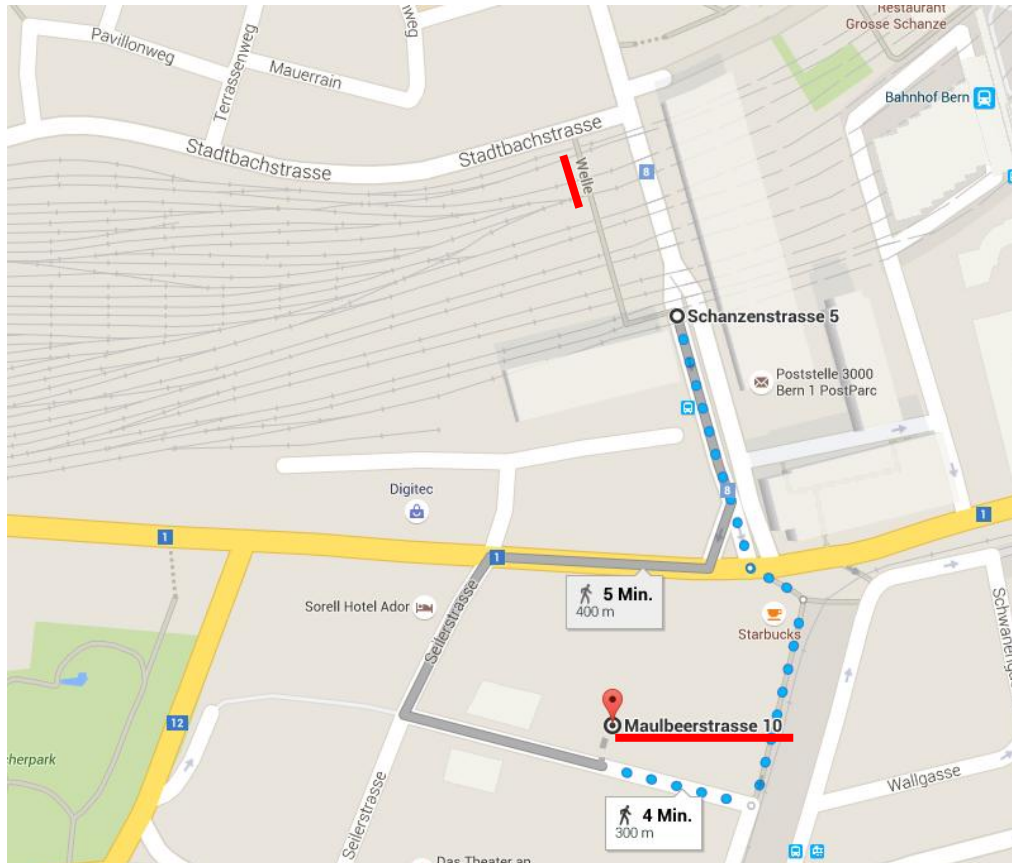 Restaurant
Grosse Schanze
Pavillonweg
Terrassenweg
Mauerrain
weg
Bahnhof Bern
Stadtbachstrasse
Stadtbachstrasse
Welle
8
Schanzenstrasse 5
Poststelle 3000
Bern 1 PostParc
Digitec
8
1
1
1
5 Min.
400 m
Sorell Hotel Ador
Seilerstrasse
Starbucks
Schwaneng
12
Maulbeerstrasse 10
cherpark
Wallgasse
Seilerstrasse
4 Min.
300 m
Das Theater an